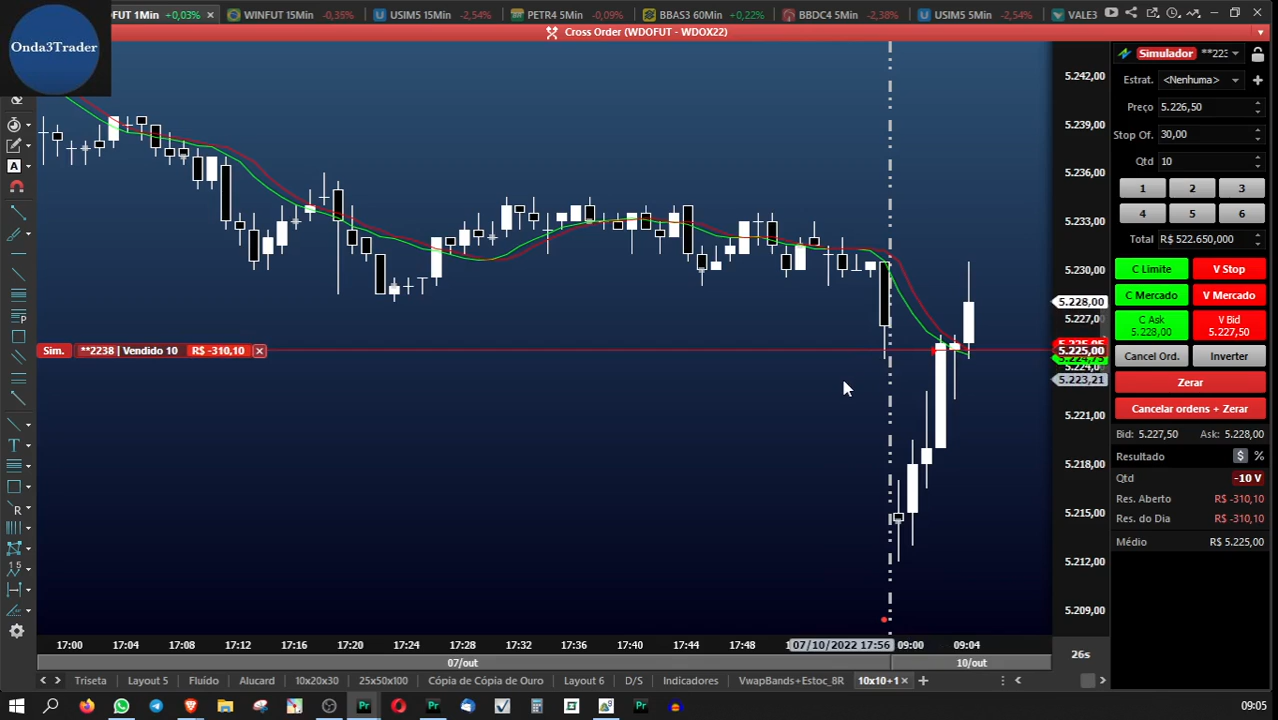 Onda3Trader
OFUT 1Min +0,03%
WINFUT 15Min -0,35%
USIM5 15Min -2,54%
PETR4 5Min -0,09%
BBAS3 60Min +0,22%
BBDC4 5Min -2,38%
USIM5 5Min -2,54%
VALE3
Cross Order (WDOFUT - WDOX22)
Simulador **223
Estrat. <Nenhuma>
Preço 5.226,50
Stop Of. 30,00
Qtd 10
1 2 3
4 5 6
Total R$ 522.650,000
C Limite V Stop
C Mercado V Mercado
C Ask V Bid
5.228,00 5.227,50
Cancel Ord. Inverter
Zerar
Cancelar ordens + Zerar
Bid: 5.227,50 Ask: 5.228,00
Resultado $ %
Qtd -10 V
Res. Aberto R$ -310,10
Res. do Dia R$ -310,10
Médio R$ 5.225,00
5.242,00
5.239,00
5.236,00
5.233,00
5.230,00
5.228,00
5.227,00
5.225,00
5.224,00
5.223,21
5.221,00
5.218,00
5.215,00
5.212,00
5.209,00
Sim. **2238 | Vendido 10 R$ -310,10
A
P
T
R
1 5
17:00 17:04 17:08 17:12 17:16 17:20 17:24 17:28 17:32 17:36 17:40 17:44 17:48 07/10/2022 17:56 09:00 09:04
26s
07/out 10/out
Triseta Layout 5 Fluído Alucard 10x20x30 25x50x100 Cópia de Cópia de Ouro Layout 6 D/S Indicadores VwapBands+Estoc_8R 10x10+1
Pr
Pr
Pr
09:05